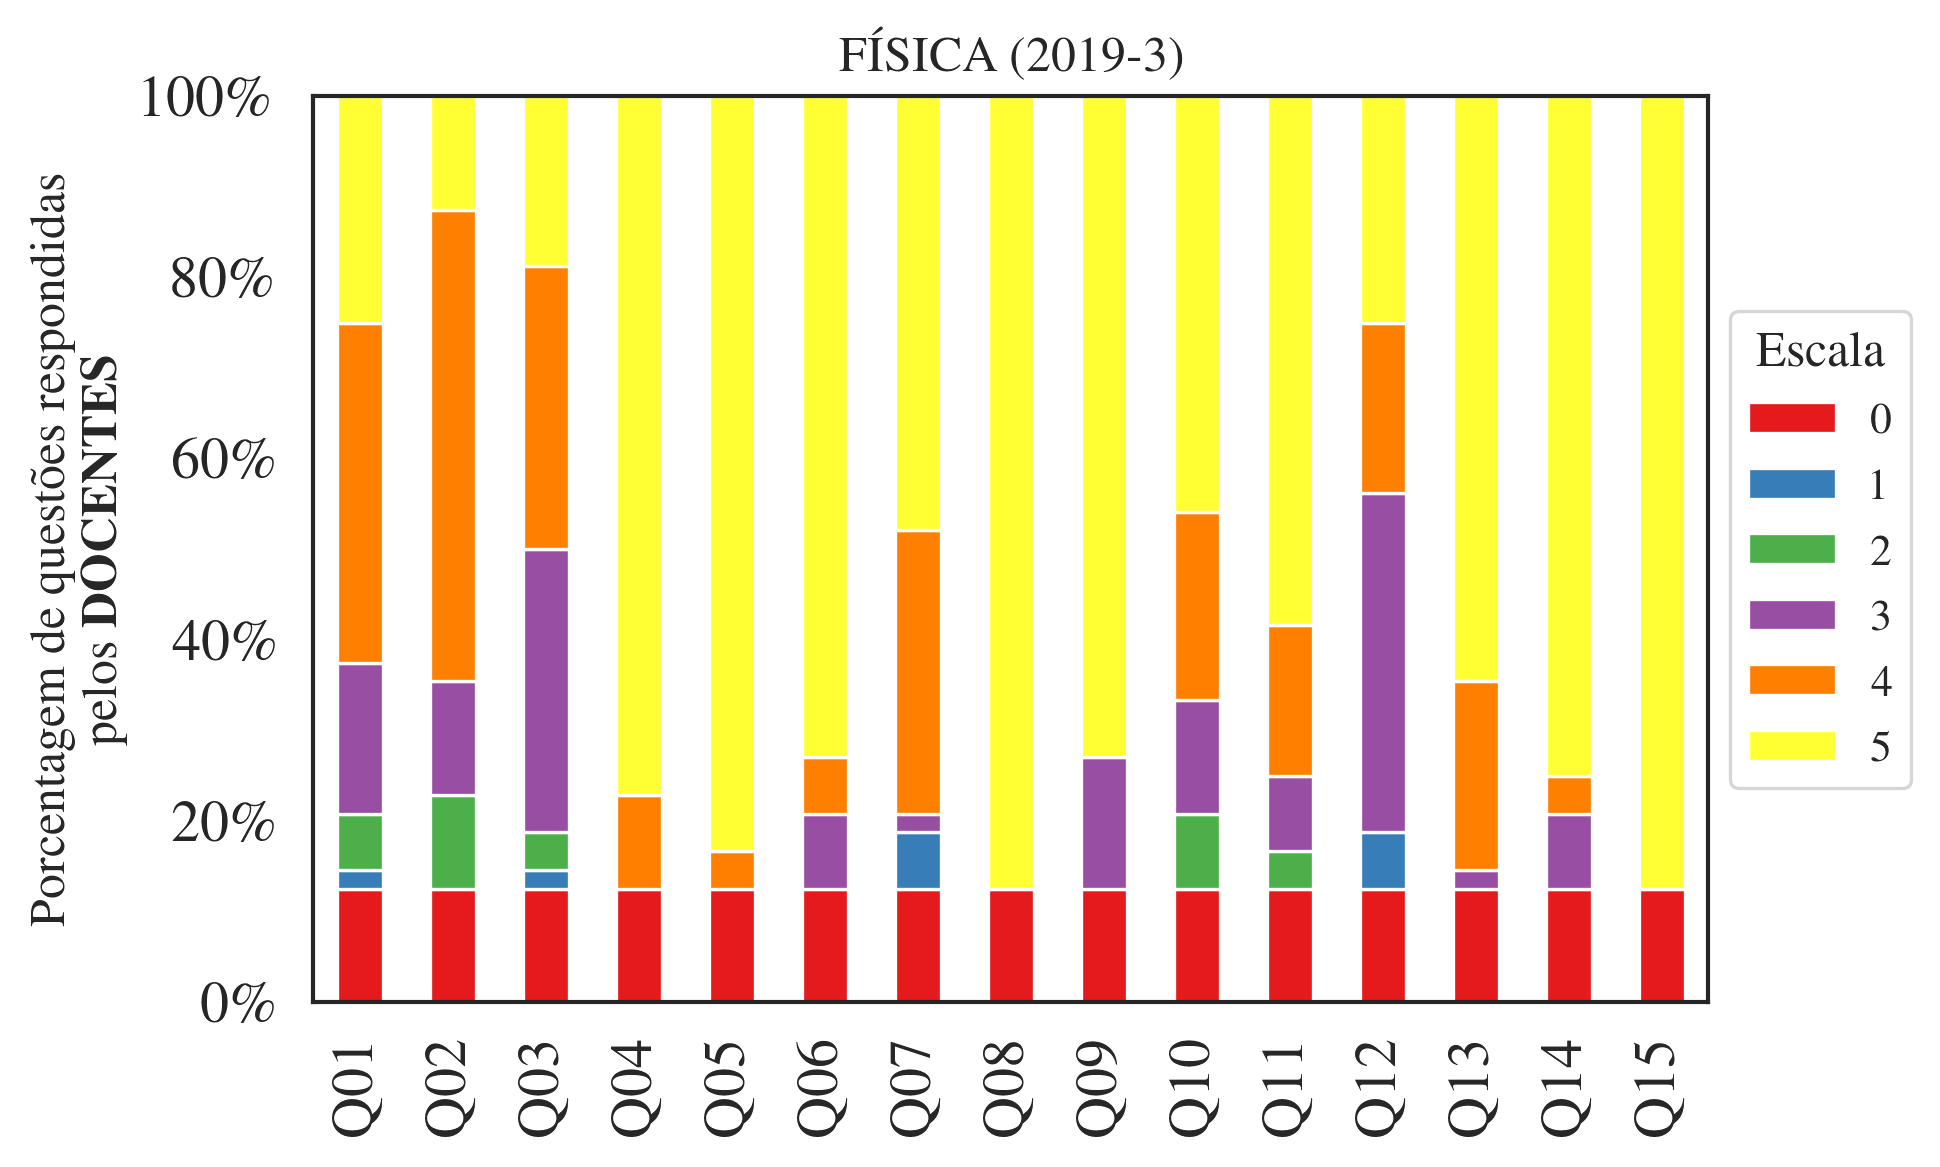 FÍSICA (2019-3)
Porcentagem de questões respondidas
pelos DOCENTES
100%
80%
60%
40%
20%
0%
Q01
Q02
Q03
Q04
Q05
Q06
Q07
Q08
Q09
Q10
Q11
Q12
Q13
Q14
Q15
Escala
0
1
2
3
4
5